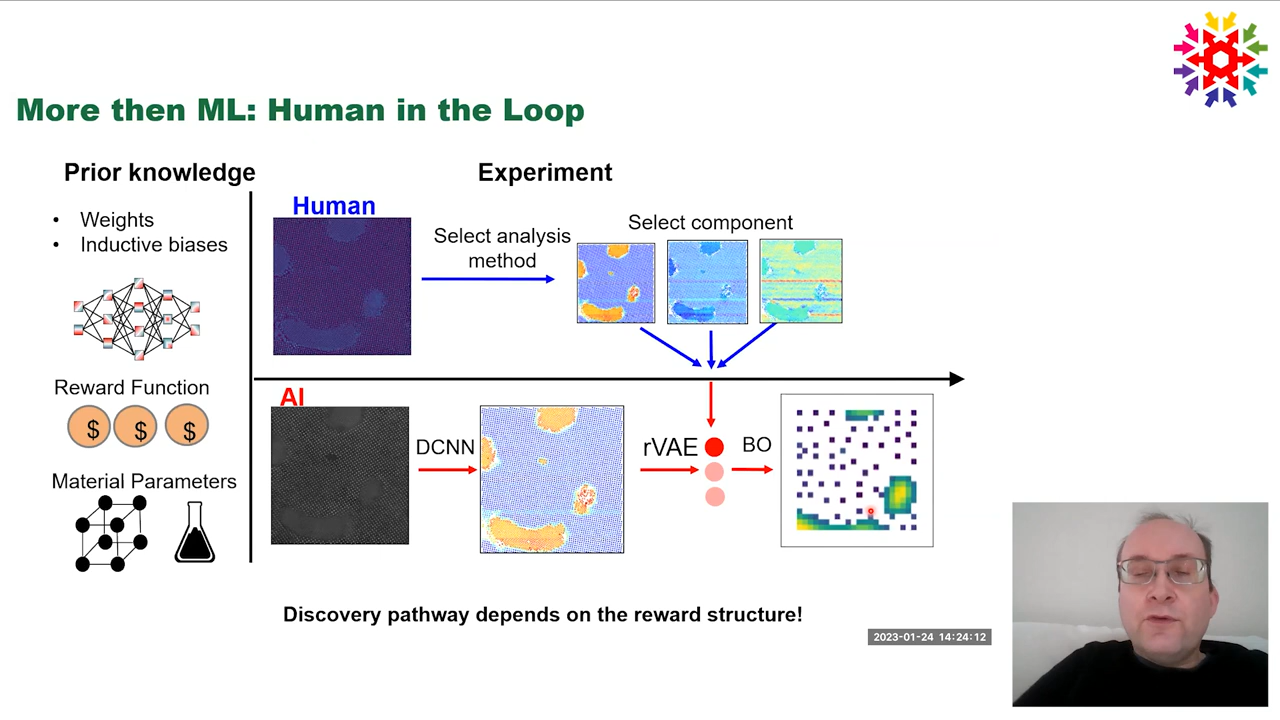 More then ML: Human in the Loop
Prior knowledge
Experiment
• Weights
• Inductive biases
Human
Select analysis
method
Select component
Reward Function
$ $ $
Material Parameters
AI
DCNN
rVAE
BO
Discovery pathway depends on the reward structure!
2023-01-24 14:24:12